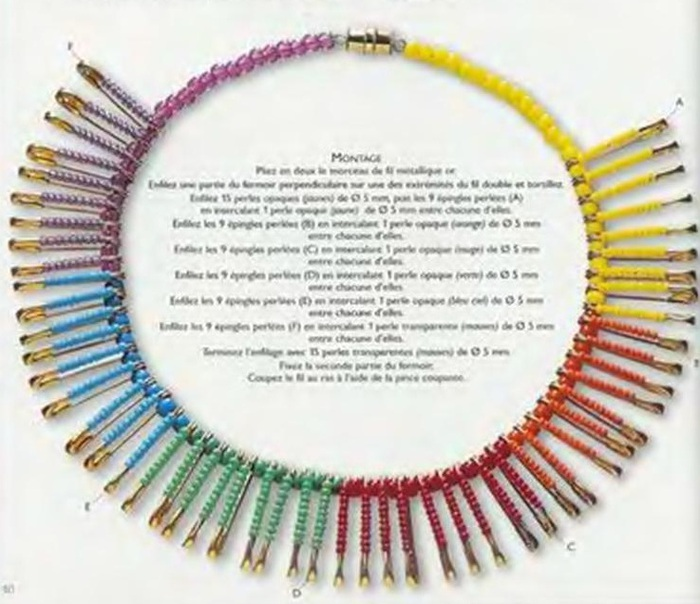 F
A
MONTAGE
Pliez en deux le morceau de fil métallique or.
Enfilez une partie du fermoir perpendiculaire sur une des extrémités du fil double et tortillez.
Enfilez 15 perles opaques (jaunes) de Ø 5 mm, puis les 9 épingles perlées (A)
en intercalant 1 perle opaque (jaune) de Ø 5 mm entre chacune d'elles.
Enfilez les 9 épingles perlées (B) en intercalant 1 perle opaque (orange) de Ø 5 mm
entre chacune d'elles.
Enfilez les 9 épingles perlées (C) en intercalant 1 perle opaque (rouge) de Ø 5 mm
entre chacune d'elles.
Enfilez les 9 épingles perlées (D) en intercalant 1 perle opaque (verte) de Ø 5 mm
entre chacune d'elles.
Enfilez les 9 épingles perlées (E) en intercalant 1 perle opaque (bleu ciel) de Ø 5 mm
entre chacune d'elles.
Enfilez les 9 épingles perlées (F) en intercalant 1 perle transparente (mauves) de Ø 5 mm
entre chacune d'elles.
Terminez l'enfilage avec 15 perles transparentes (mauves) de Ø 5 mm.
Fixez la seconde partie du fermoir.
Coupez le fil au ras à l'aide de la pince coupante.
B
E
C
D